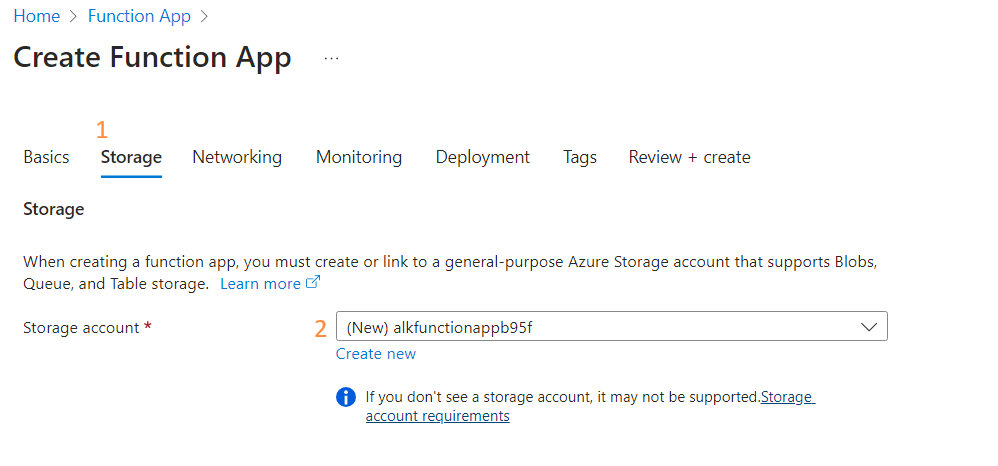 Home > Function App >
Create Function App ...
1
Basics Storage Networking Monitoring Deployment Tags Review + create
Storage
When creating a function app, you must create or link to a general-purpose Azure Storage account that supports Blobs,
Queue, and Table storage. Learn more
Storage account * 2 (New) alkfunctionappb95f
Create new
If you don't see a storage account, it may not be supported.Storage
account requirements